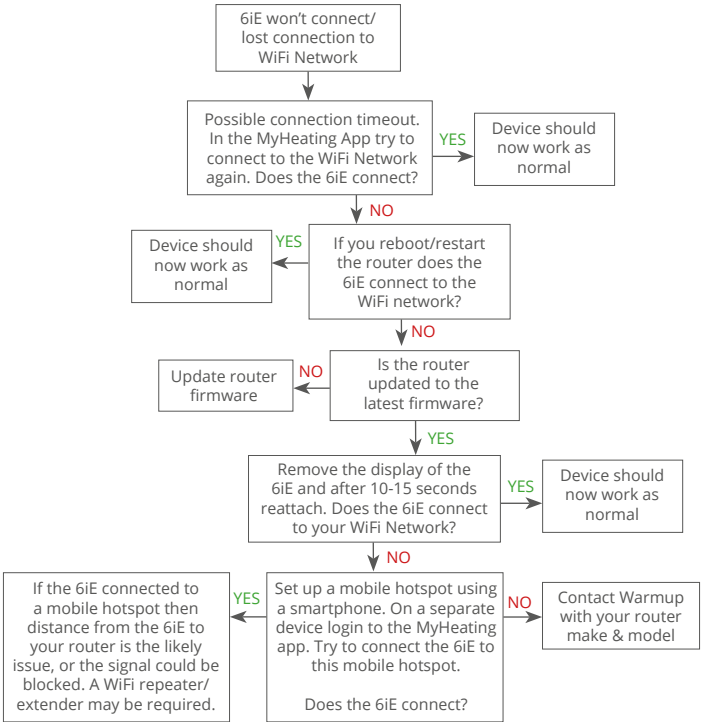 6iE won't connect/
lost connection to
WiFi Network
Possible connection timeout.
In the MyHeating App try to
connect to the WiFi Network
again. Does the 6iE connect?
YES
Device should
now work as
normal
NO
If you reboot/restart
the router does the
6iE connect to the
WiFi network?
YES
Device should
now work as
normal
NO
Is the router
updated to the
latest firmware?
NO
Update router
firmware
YES
Remove the display of the
6iE and after 10-15 seconds
reattach. Does the 6iE connect
to your WiFi Network?
YES
Device should
now work as
normal
NO
Set up a mobile hotspot using
a smartphone. On a separate
device login to the MyHeating
app. Try to connect the 6iE to
this mobile hotspot.
Does the 6iE connect?
YES
If the 6iE connected to
a mobile hotspot then
distance from the 6iE to
your router is the likely
issue, or the signal could be
blocked. A WiFi repeater/
extender may be required.
NO
Contact Warmup
with your router
make & model